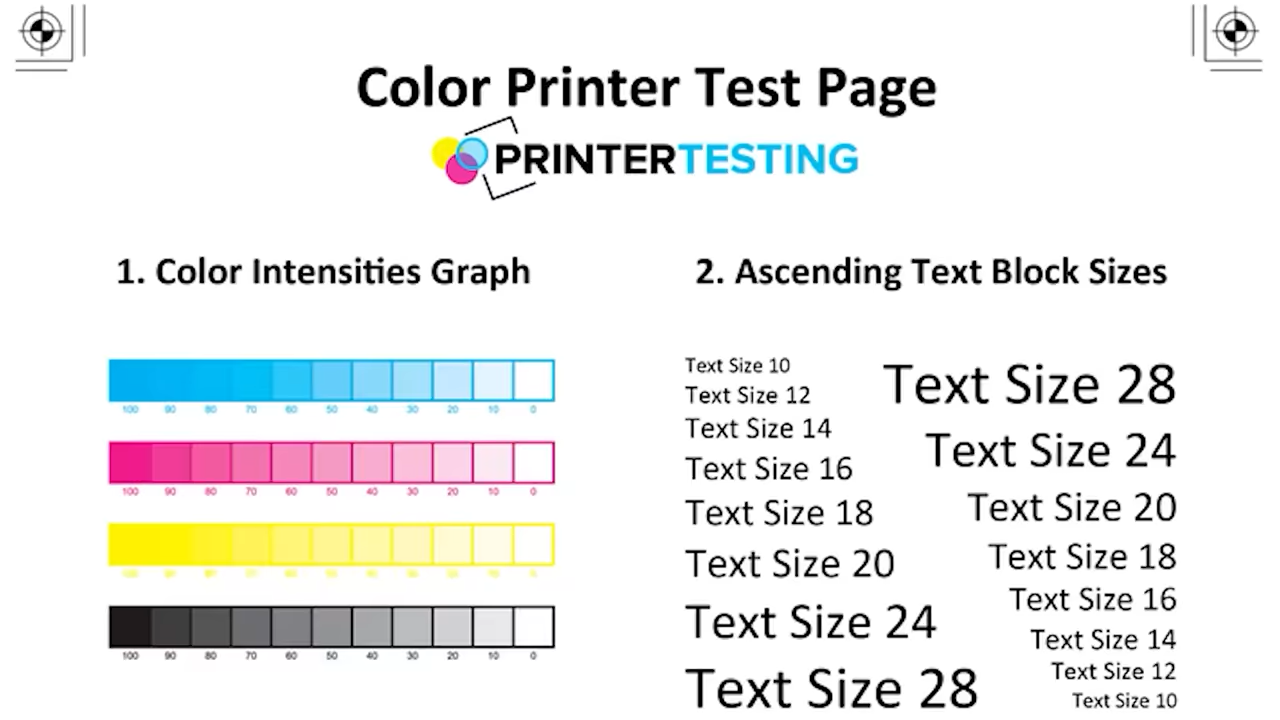 Color Printer Test Page
PRINTERTESTING
1. Color Intensities Graph
100 90 80 70 60 50 40 30 20 10 0
100 90 80 70 60 50 40 30 20 10 0
100 90 80 70 60 50 40 30 20 10 0
2. Ascending Text Block Sizes
Text Size 10
Text Size 12
Text Size 14
Text Size 16
Text Size 18
Text Size 20
Text Size 24
Text Size 28
Text Size 28
Text Size 24
Text Size 20
Text Size 18
Text Size 16
Text Size 14
Text Size 12
Text Size 10